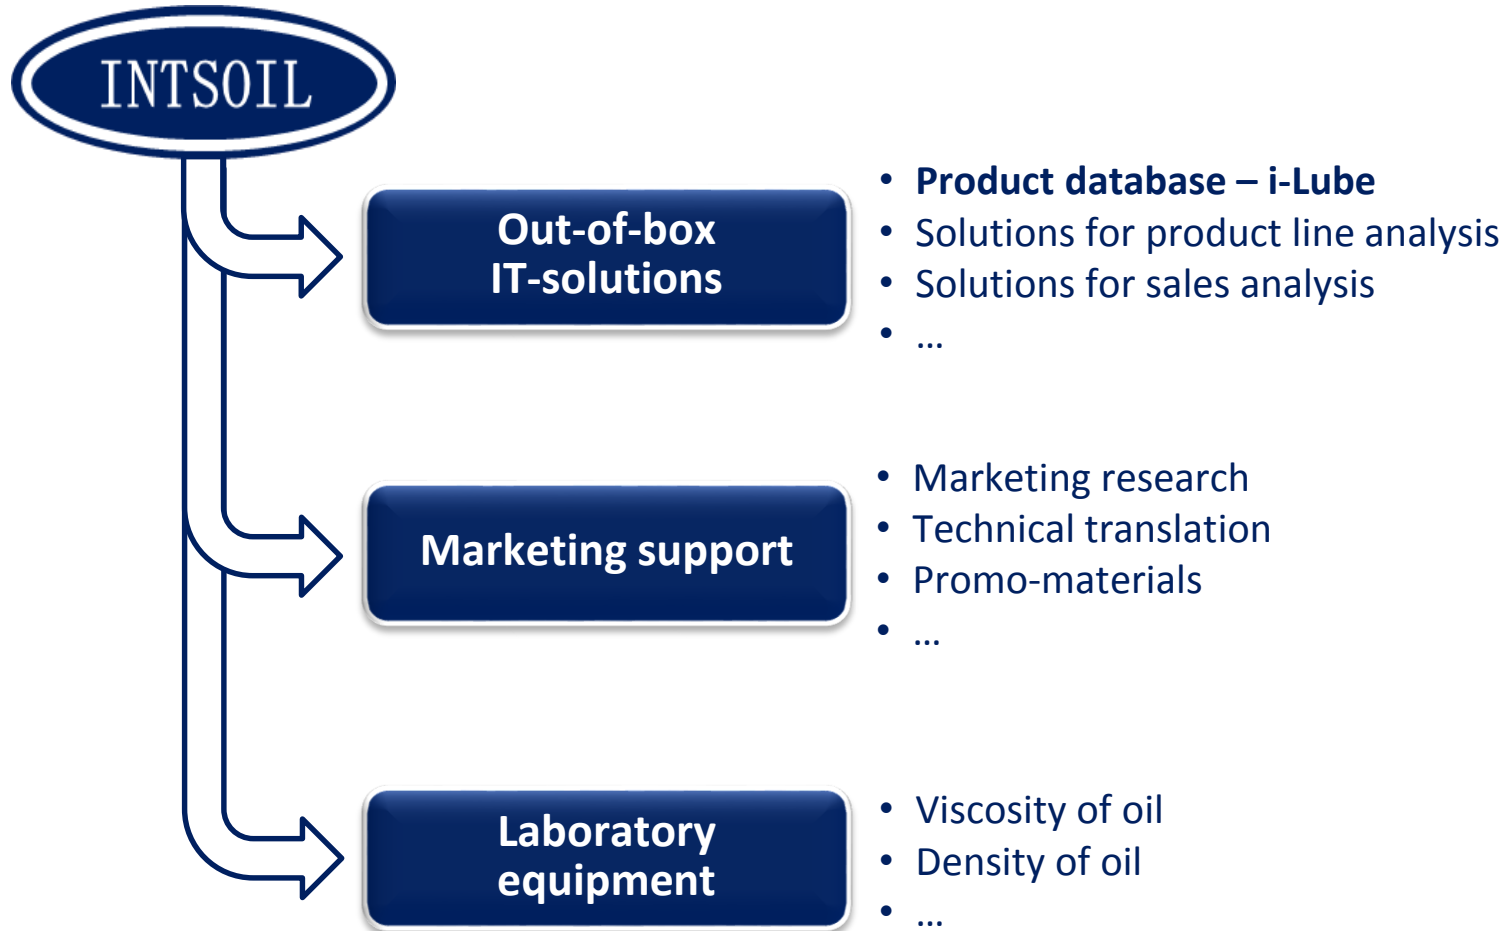 INTSOIL
Out-of-box
IT-solutions
• Product database – i-Lube
• Solutions for product line analysis
• Solutions for sales analysis
• ...
Marketing support
• Marketing research
• Technical translation
• Promo-materials
• ...
Laboratory
equipment
• Viscosity of oil
• Density of oil
• ...